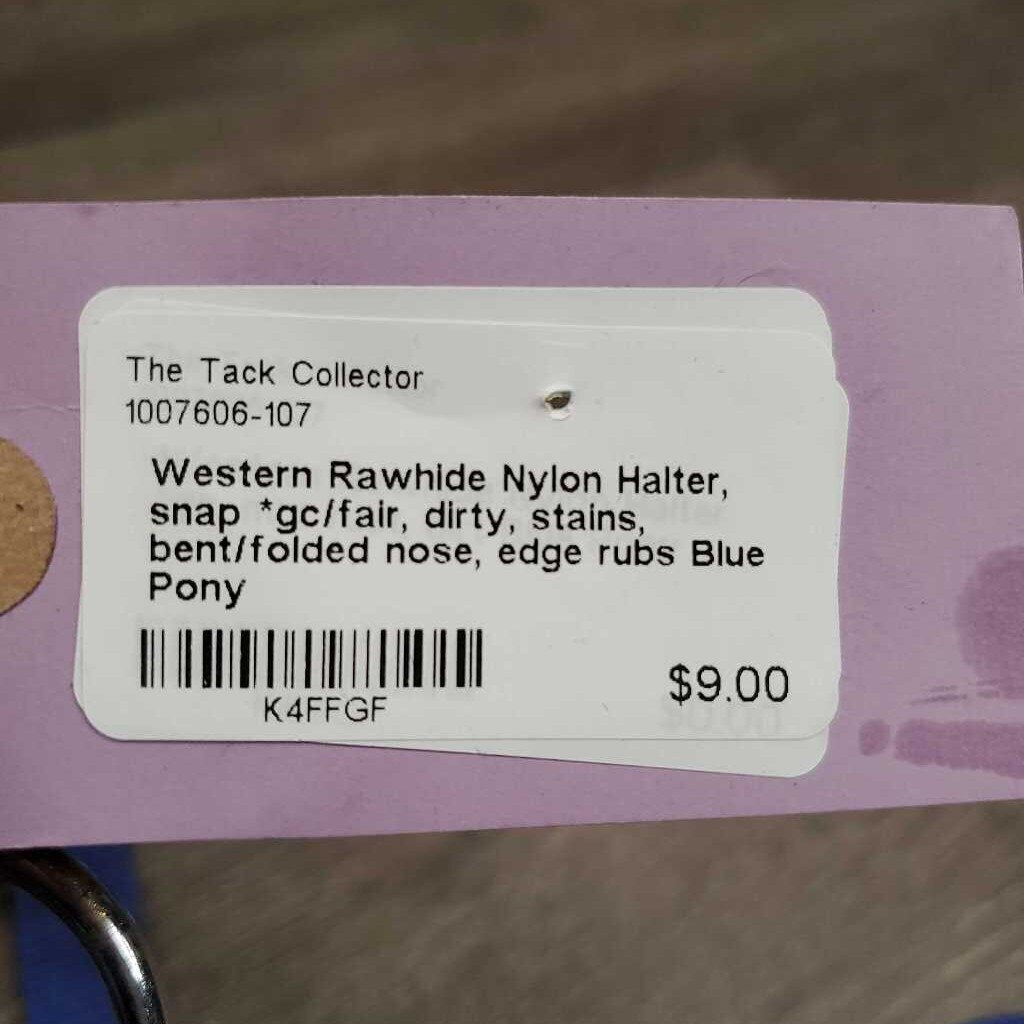 The Tack Collector
1007606-107
Western Rawhide Nylon Halter,
snap *gc/fair, dirty, stains,
bent/folded nose, edge rubs Blue
Pony
K4FFGF
$9.00